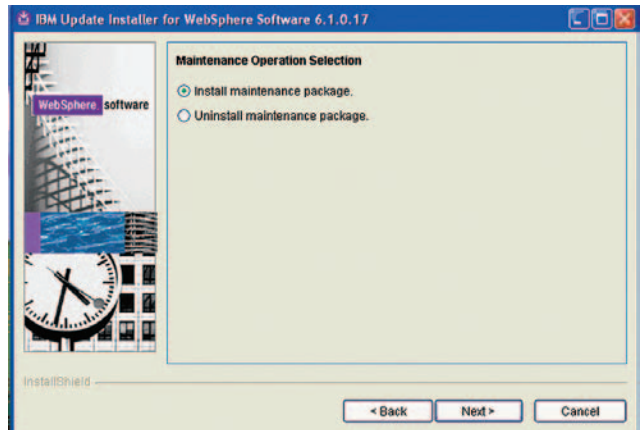 IBM Update Installer for WebSphere Software 6.1.0.17
Maintenance Operation Selection
Install maintenance package.
Uninstall maintenance package.
WebSphere software
InstallShield
< Back
Next >
Cancel